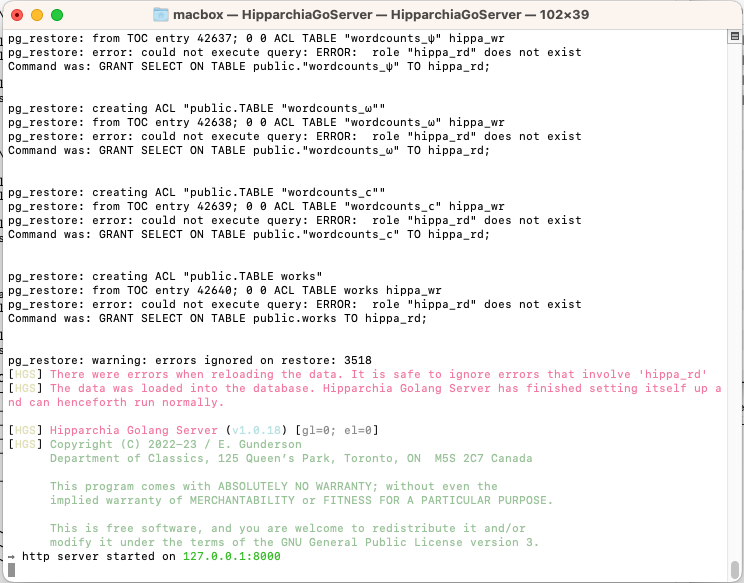 macbox — HipparchiaGoServer — HipparchiaGoServer — 102×39
pg_restore: from TOC entry 42637; 0 0 ACL TABLE "wordcounts_ψ" hippa_wr
pg_restore: error: could not execute query: ERROR:  role "hippa_rd" does not exist
Command was: GRANT SELECT ON TABLE public."wordcounts_ψ" TO hippa_rd;
pg_restore: creating ACL "public.TABLE "wordcounts_ω""
pg_restore: from TOC entry 42638; 0 0 ACL TABLE "wordcounts_ω" hippa_wr
pg_restore: error: could not execute query: ERROR:  role "hippa_rd" does not exist
Command was: GRANT SELECT ON TABLE public."wordcounts_ω" TO hippa_rd;
pg_restore: creating ACL "public.TABLE "wordcounts_ϲ""
pg_restore: from TOC entry 42639; 0 0 ACL TABLE "wordcounts_ϲ" hippa_wr
pg_restore: error: could not execute query: ERROR:  role "hippa_rd" does not exist
Command was: GRANT SELECT ON TABLE public."wordcounts_ϲ" TO hippa_rd;
pg_restore: creating ACL "public.TABLE works"
pg_restore: from TOC entry 42640; 0 0 ACL TABLE works hippa_wr
pg_restore: error: could not execute query: ERROR:  role "hippa_rd" does not exist
Command was: GRANT SELECT ON TABLE public.works TO hippa_rd;
pg_restore: warning: errors ignored on restore: 3518
[HGS] There were errors when reloading the data. It is safe to ignore errors that involve 'hippa_rd'
[HGS] The data was loaded into the database. Hipparchia Golang Server has finished setting itself up a
nd can henceforth run normally.
[HGS] Hipparchia Golang Server (v1.0.18) [gl=0; el=0]
[HGS] Copyright (C) 2022-23 / E. Gunderson
Department of Classics, 125 Queen’s Park, Toronto, ON  M5S 2C7 Canada
This program comes with ABSOLUTELY NO WARRANTY; without even the
implied warranty of MERCHANTABILITY or FITNESS FOR A PARTICULAR PURPOSE.
This is free software, and you are welcome to redistribute it and/or
modify it under the terms of the GNU General Public License version 3.
⇨ http server started on 127.0.0.1:8000